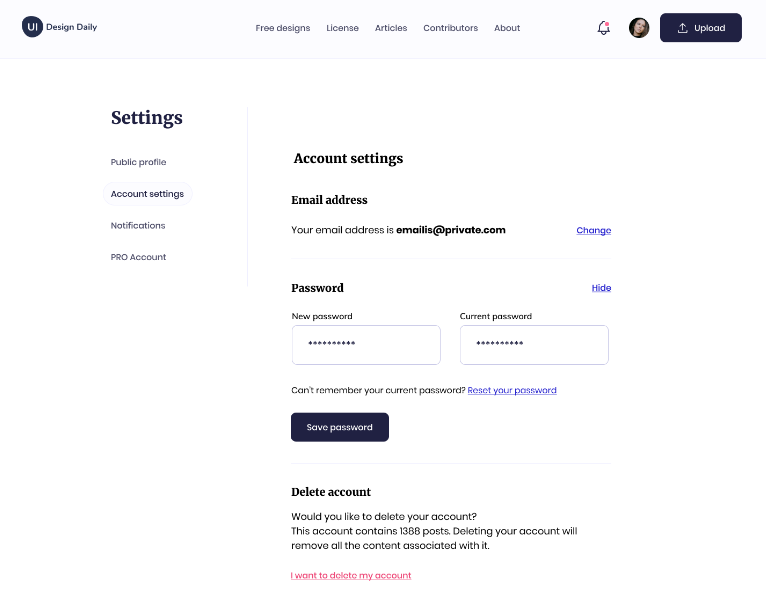 UI Design Daily
Free designs
License
Articles
Contributors
About
Upload
Settings
Public profile
Account settings
Notifications
PRO Account
Account settings
Email address
Your email address is emailis@private.com
Change
Password
Hide
New password
Current password
**********
**********
Can't remember your current password? Reset your password
Save password
Delete account
Would you like to delete your account?
This account contains 1388 posts. Deleting your account will
remove all the content associated with it.
I want to delete my account